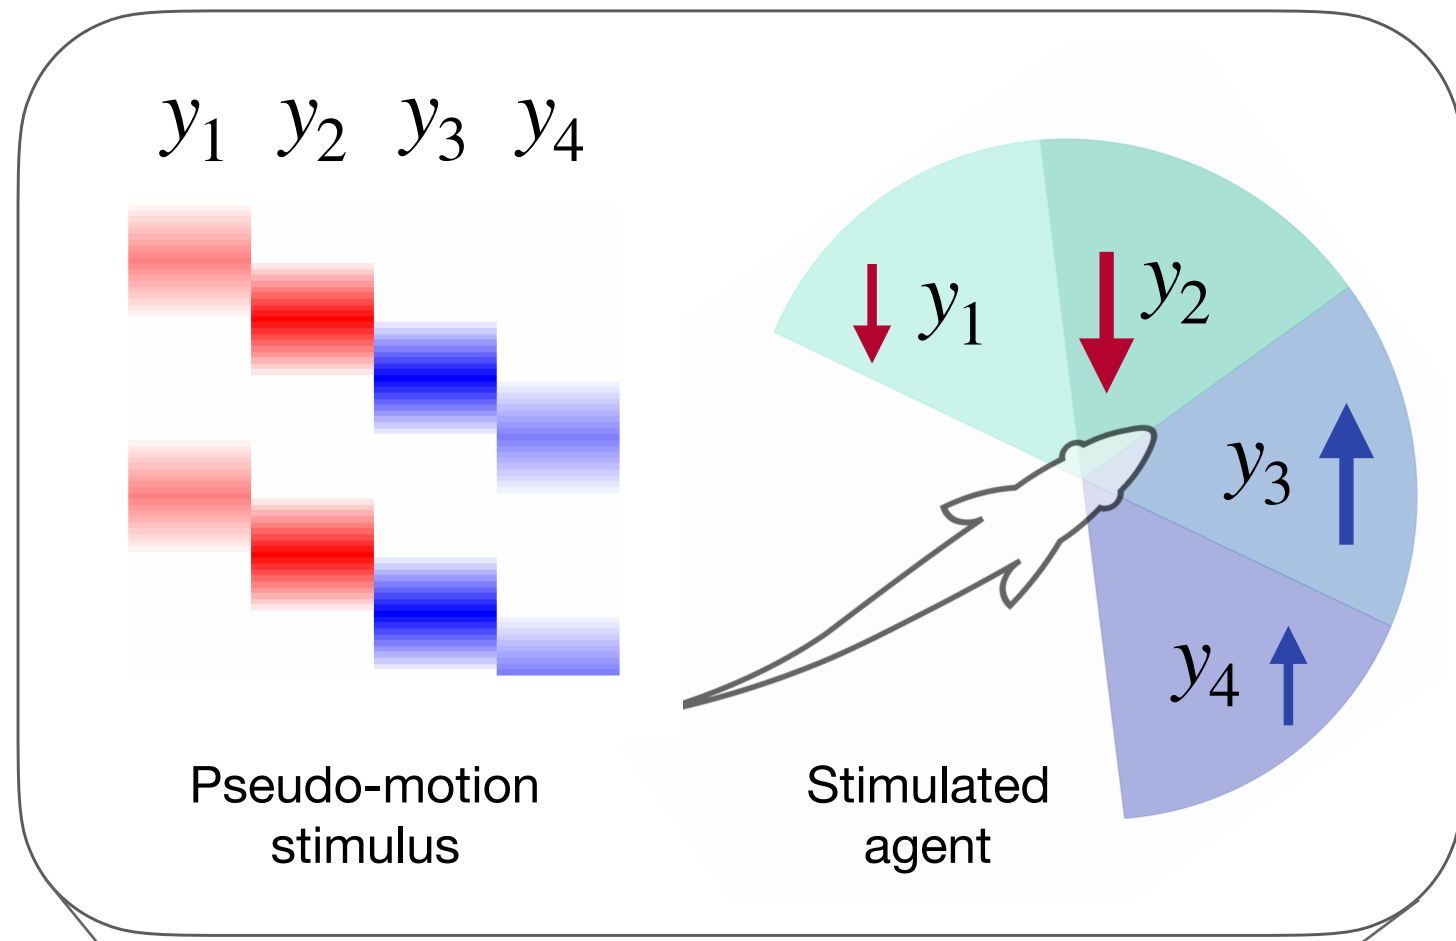 y1 y2 y3 y4
y1
y2
y3
y4
Pseudo-motion
stimulus
Stimulated
agent